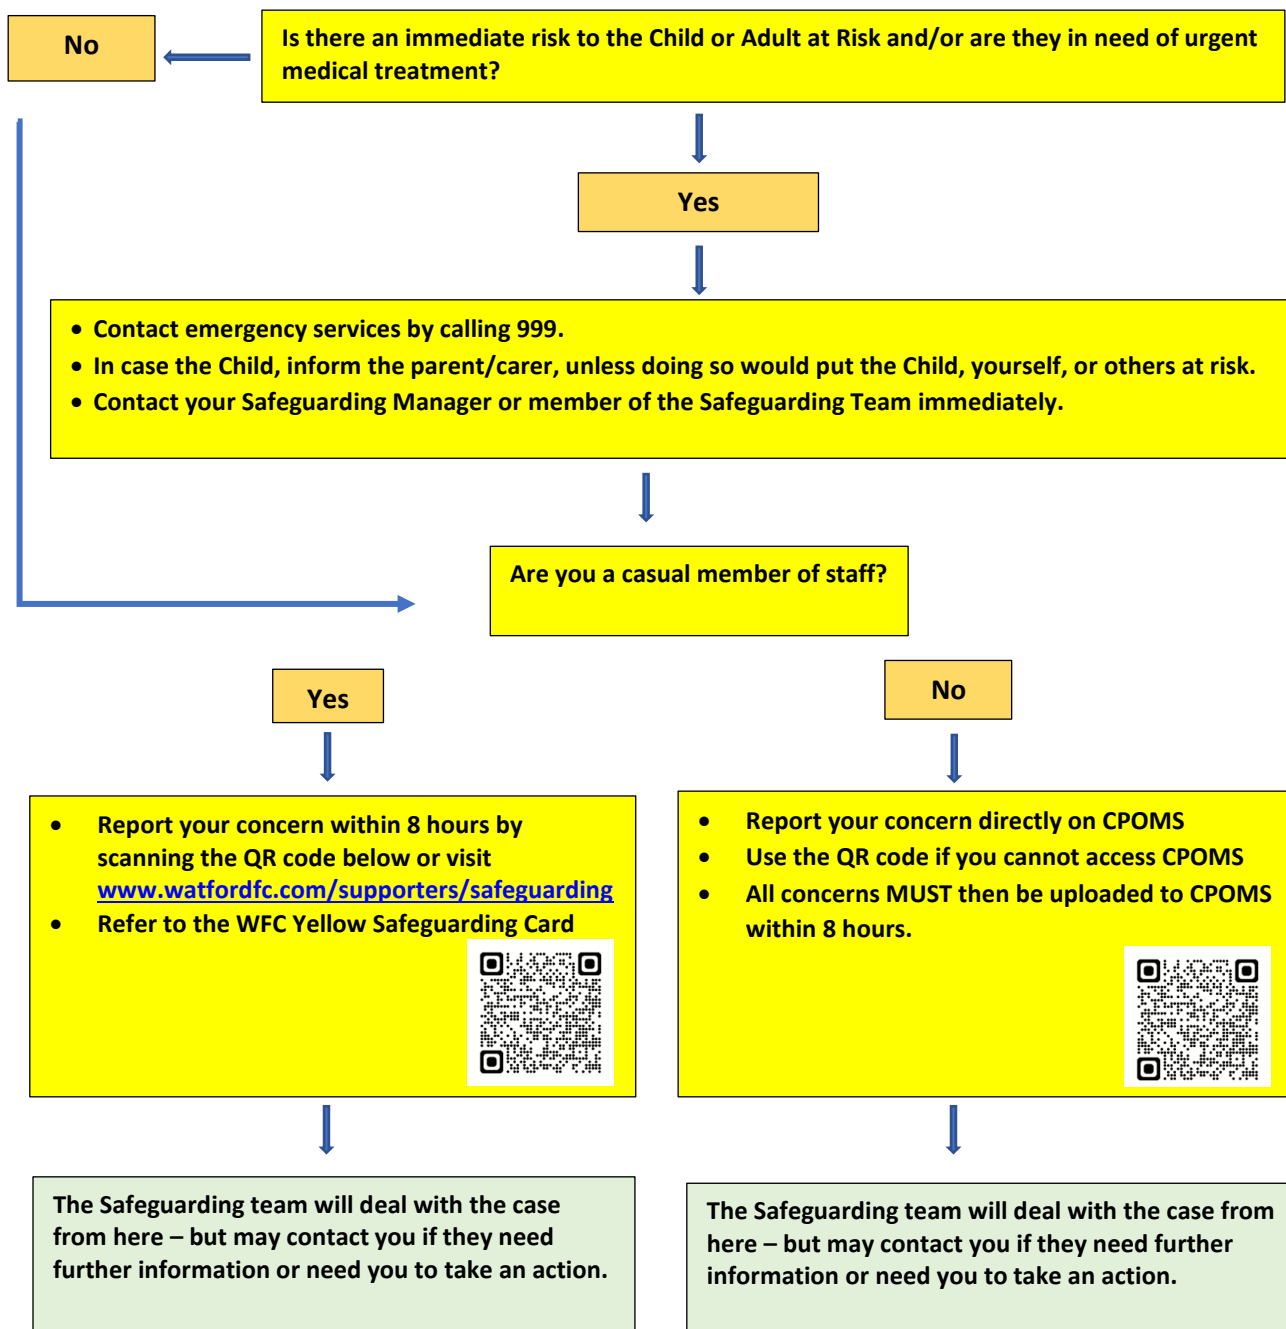 No
Is there an immediate risk to the Child or Adult at Risk and/or are they in need of urgent
medical treatment?
Yes
• Contact emergency services by calling 999.
• In case the Child, inform the parent/carer, unless doing so would put the Child, yourself, or others at risk.
• Contact your Safeguarding Manager or member of the Safeguarding Team immediately.
Are you a casual member of staff?
Yes
No
• Report your concern within 8 hours by
scanning the QR code below or visit
www.watfordfc.com/supporters/safeguarding
• Refer to the WFC Yellow Safeguarding Card
• Report your concern directly on CPOMS
• Use the QR code if you cannot access CPOMS
• All concerns MUST then be uploaded to CPOMS
within 8 hours.
The Safeguarding team will deal with the case
from here – but may contact you if they need
further information or need you to take an action.
The Safeguarding team will deal with the case from
here – but may contact you if they need further
information or need you to take an action.